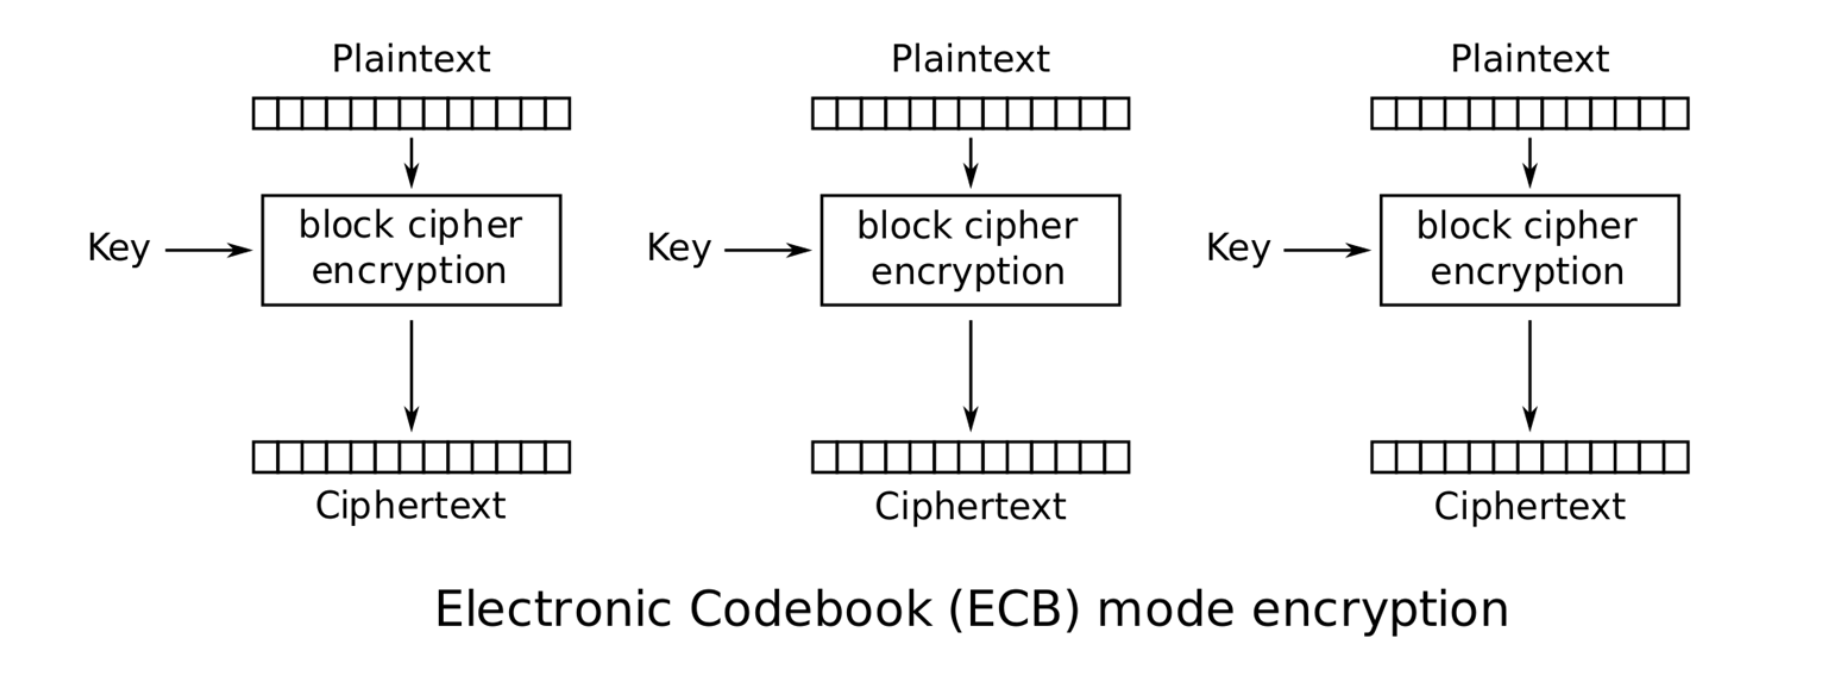 Plaintext
Plaintext
Plaintext
Key
block cipher
encryption
Key
block cipher
encryption
Key
block cipher
encryption
Ciphertext
Ciphertext
Ciphertext
Electronic Codebook (ECB) mode encryption